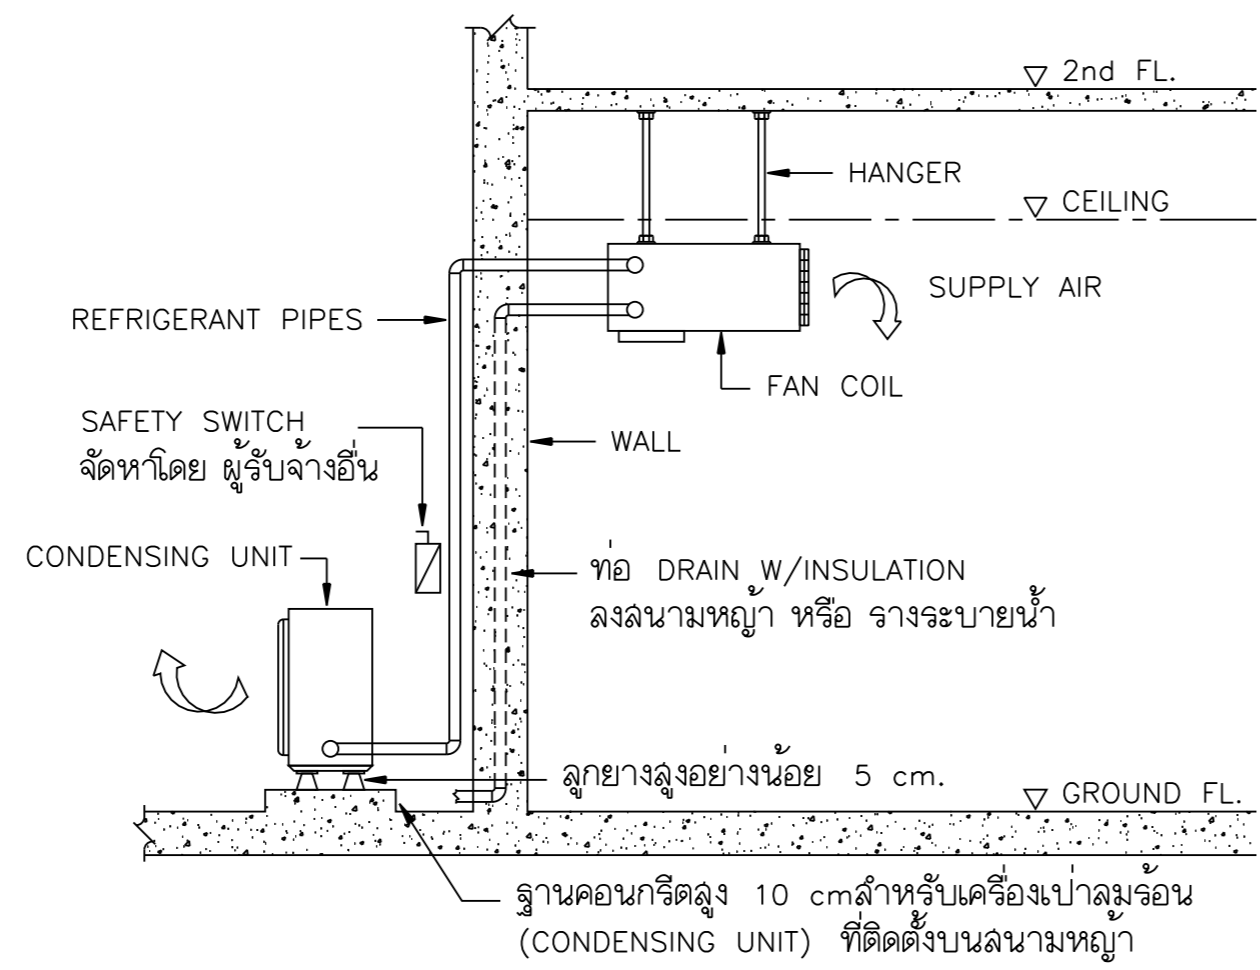 2nd FL.
HANGER
CEILING
SUPPLY AIR
REFRIGERANT PIPES
FAN COIL
SAFETY SWITCH
จัดหาโดย ผู้รับจ้างอื่น
WALL
CONDENSING UNIT
ท่อ DRAIN W/INSULATION
ลงสนามหญ้า หรือ รางระบายน้ำ
ลูกยางสูงอย่างน้อย 5 cm.
GROUND FL.
ฐานคอนกรีตสูง 10 cmสำหรับเครื่องเป่าลมร้อน
(CONDENSING UNIT) ที่ติดตั้งบนสนามหญ้า